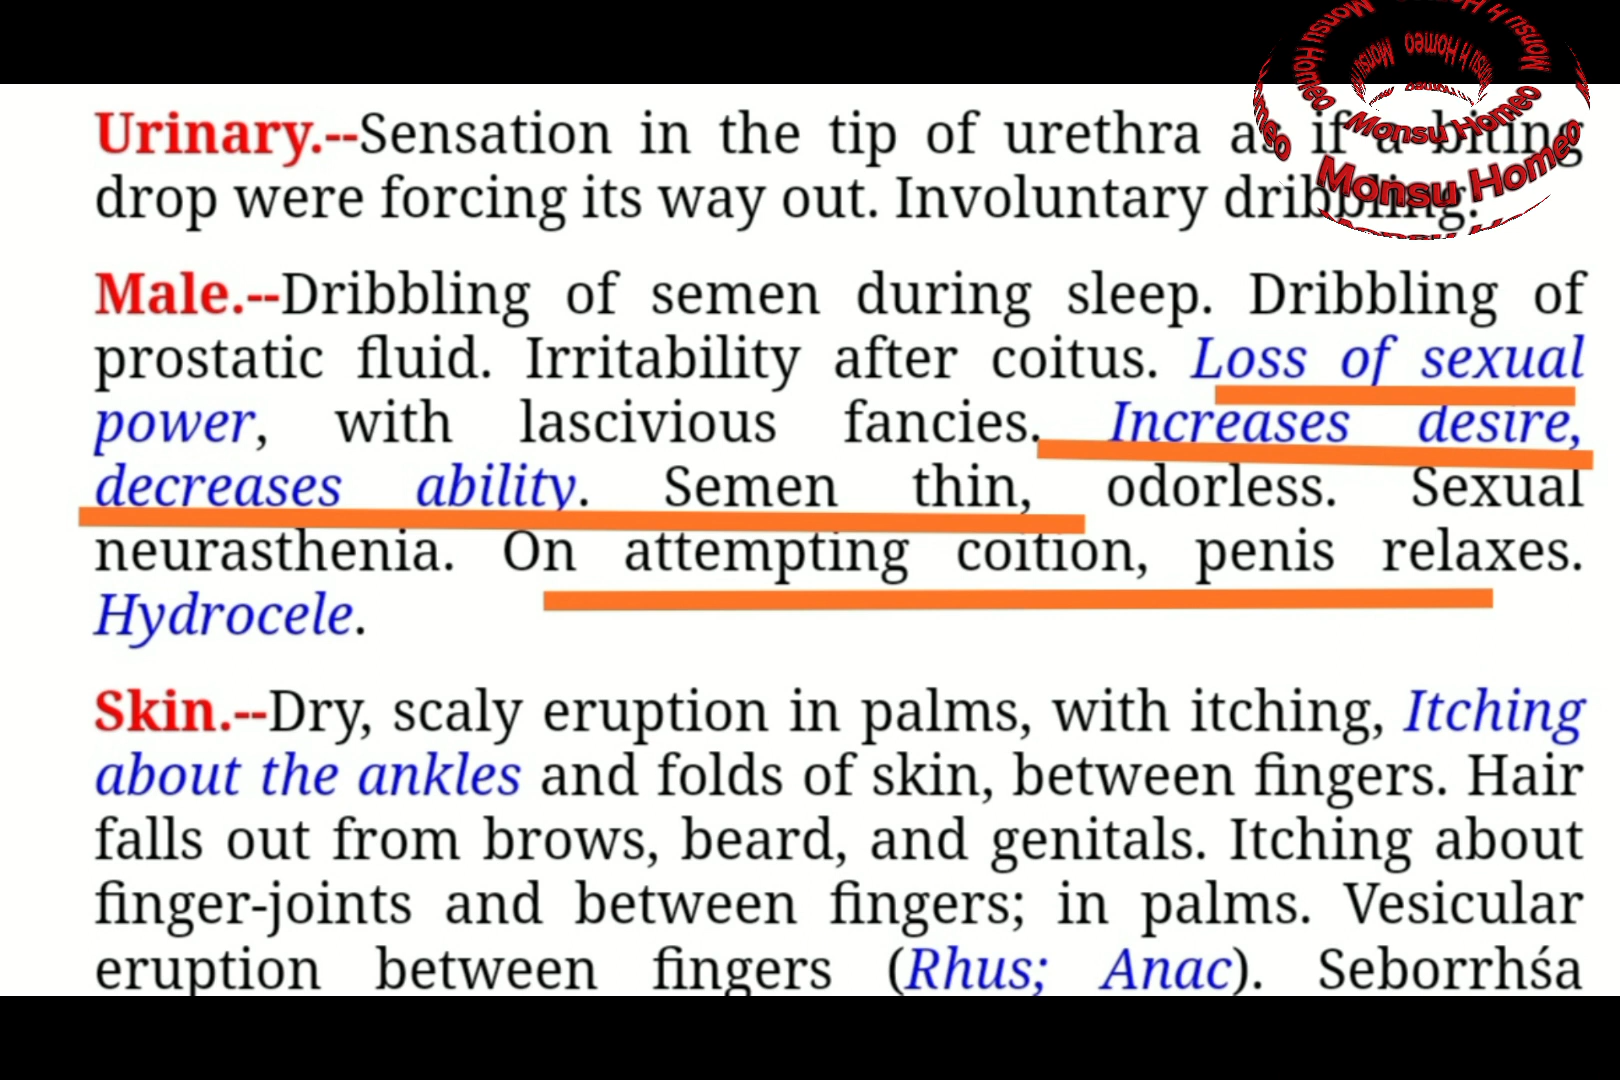 Urinary.--Sensation in the tip of urethra as if a biting
drop were forcing its way out. Involuntary dribbling.
Male.--Dribbling of semen during sleep. Dribbling of
prostatic fluid. Irritability after coitus. Loss of sexual
power, with lascivious fancies. Increases desire,
decreases ability. Semen thin, odorless. Sexual
neurasthenia. On attempting coition, penis relaxes.
Hydrocele.
Skin.--Dry, scaly eruption in palms, with itching, Itching
about the ankles and folds of skin, between fingers. Hair
falls out from brows, beard, and genitals. Itching about
finger-joints and between fingers; in palms. Vesicular
eruption between fingers (Rhus; Anac). Seborrhśa
Monsu Homeo
Monsu Homeo